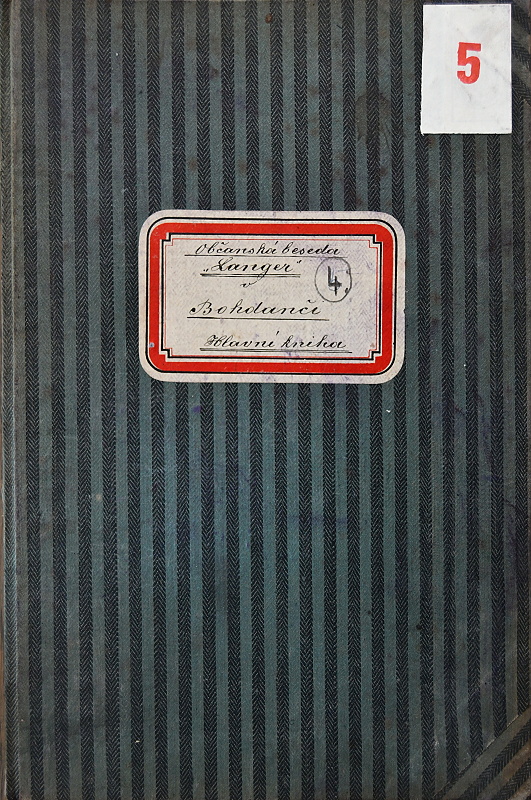 5
Občanská beseda
„Langer"
4.
v
Bohdanči
Hlavní kniha